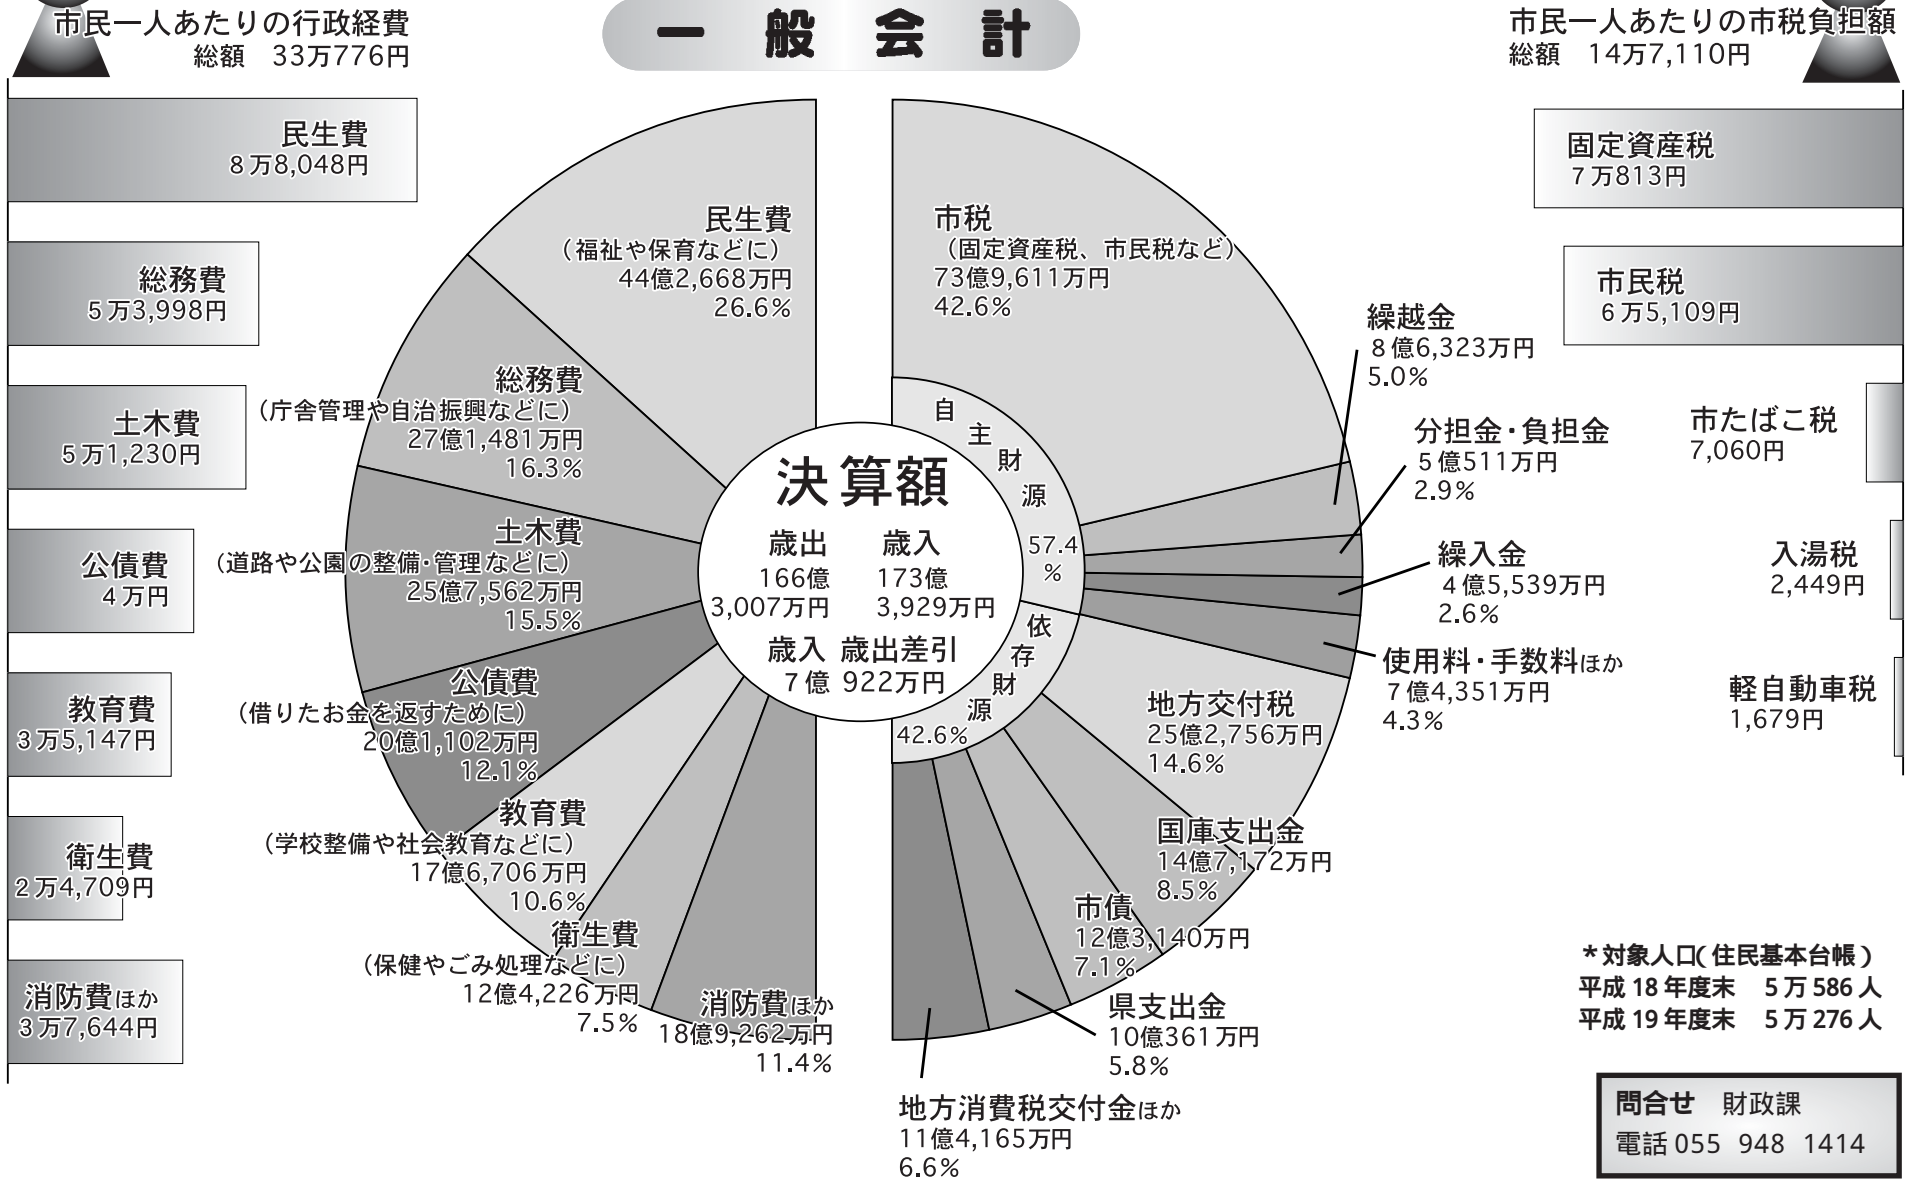 一般会計
市民一人あたりの行政経費
総額 33万776円
民生費
8万8,048円
総務費
5万3,998円
土木費
5万1,230円
公債費
4万円
教育費
3万5,147円
衛生費
2万4,709円
消防費ほか
3万7,644円
民生費
（福祉や保育などに）
44億2,668万円
26.6%
総務費
（庁舎管理や自治振興などに）
27億1,481万円
16.3%
土木費
（道路や公園の整備・管理などに）
25億7,562万円
15.5%
公債費
（借りたお金を返すために）
20億1,102万円
12.1%
教育費
（学校整備や社会教育などに）
17億6,706万円
10.6%
衛生費
（保健やごみ処理などに）
12億4,226万円
7.5%
消防費ほか
18億9,262万円
11.4%
決算額
歳出 歳入
166億 173億
3,007万円 3,929万円
歳入 歳出差引
7億 922万円
自主財源
57.4
%
依存財源
42.6%
市税
（固定資産税、市民税など）
73億9,611万円
42.6%
繰越金
8億6,323万円
5.0%
分担金・負担金
5億511万円
2.9%
繰入金
4億5,539万円
2.6%
使用料・手数料ほか
7億4,351万円
4.3%
地方交付税
25億2,756万円
14.6%
国庫支出金
14億7,172万円
8.5%
市債
12億3,140万円
7.1%
県支出金
10億361万円
5.8%
地方消費税交付金ほか
11億4,165万円
6.6%
市民一人あたりの市税負担額
総額 14万7,110円
固定資産税
7万813円
市民税
6万5,109円
市たばこ税
7,060円
入湯税
2,449円
軽自動車税
1,679円
*対象人口(住民基本台帳)
平成18年度末 5万586人
平成19年度末 5万276人
問合せ 財政課
電話 055 948 1414